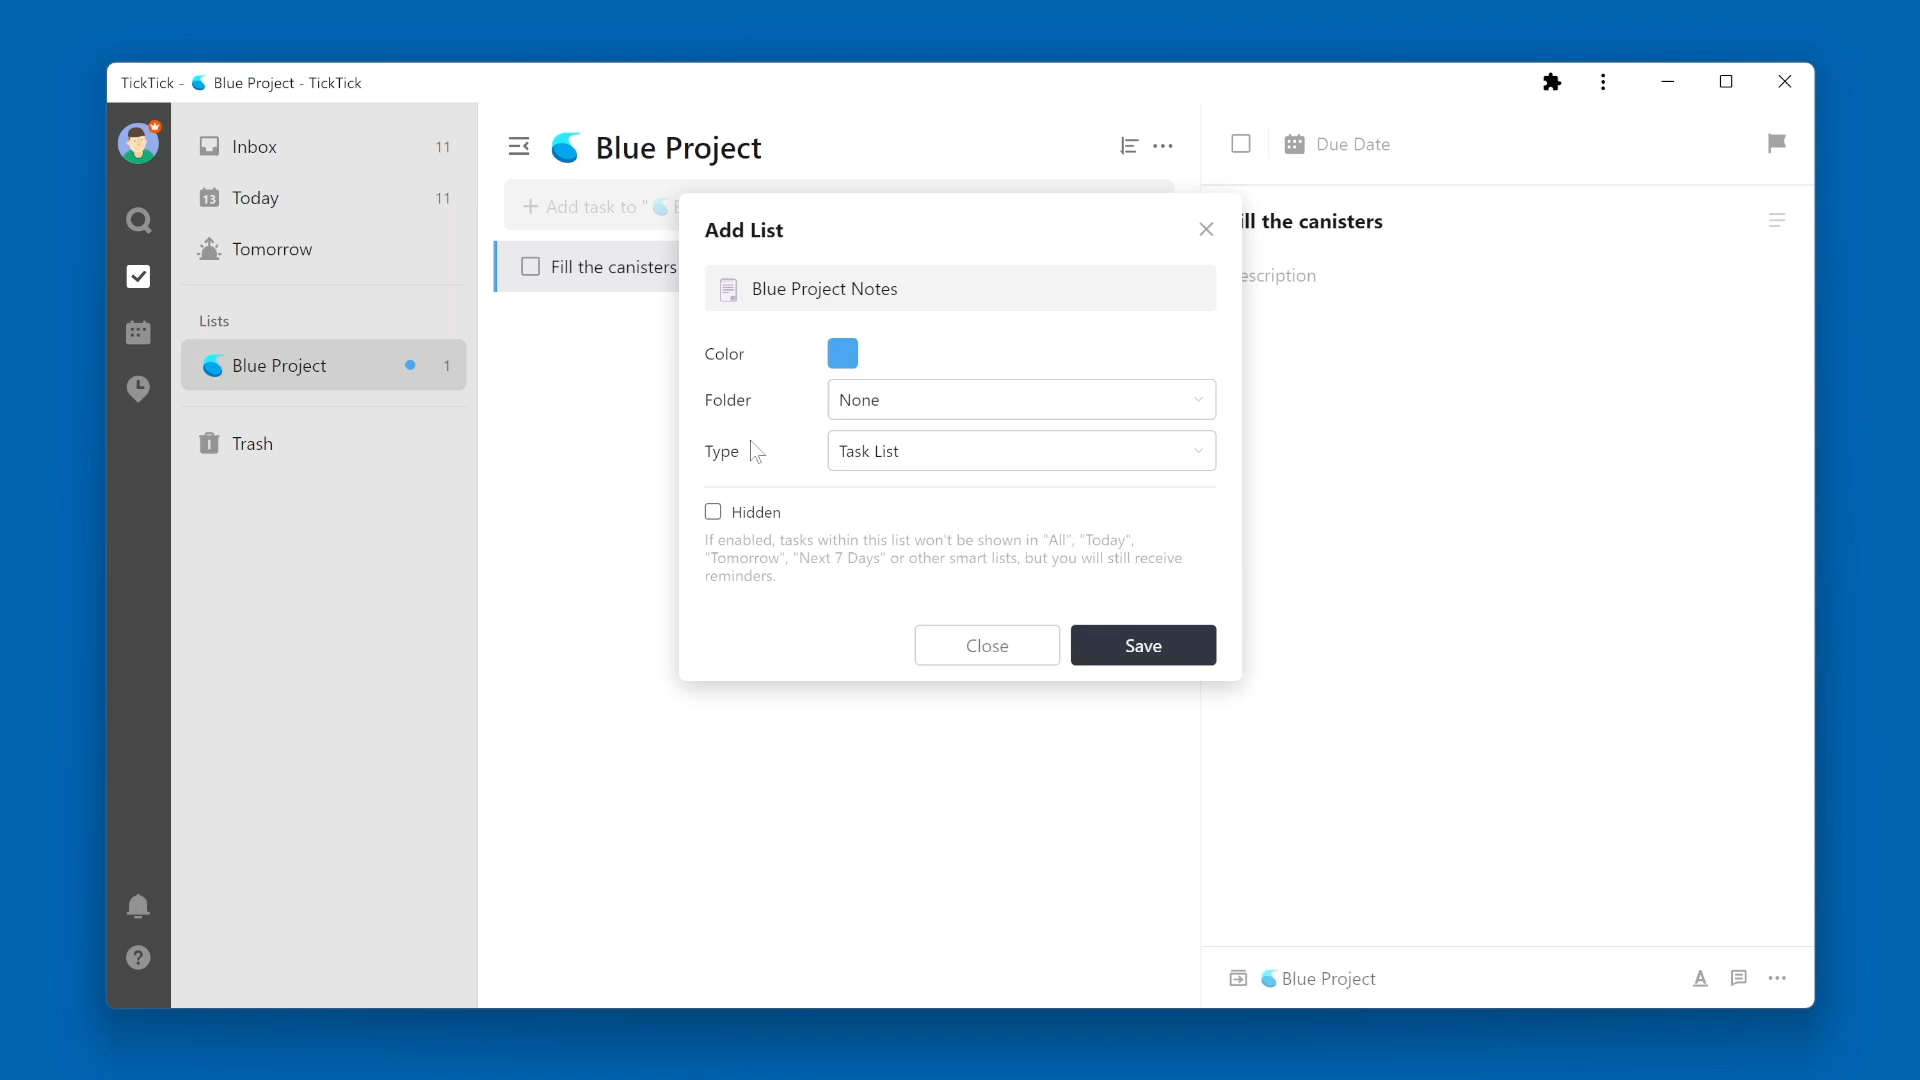 TickTick - Blue Project - TickTick
Inbox 11
13 Today 11
Tomorrow
Lists
Blue Project 1
Trash
Blue Project
Add task to "
Fill the canisters
Add List
Blue Project Notes
Color
Folder None
Type Task List
Hidden
If enabled, tasks within this list won't be shown in "All", "Today",
"Tomorrow", "Next 7 Days" or other smart lists, but you will still receive
reminders.
Close Save
Due Date
ill the canisters
escription
Blue Project